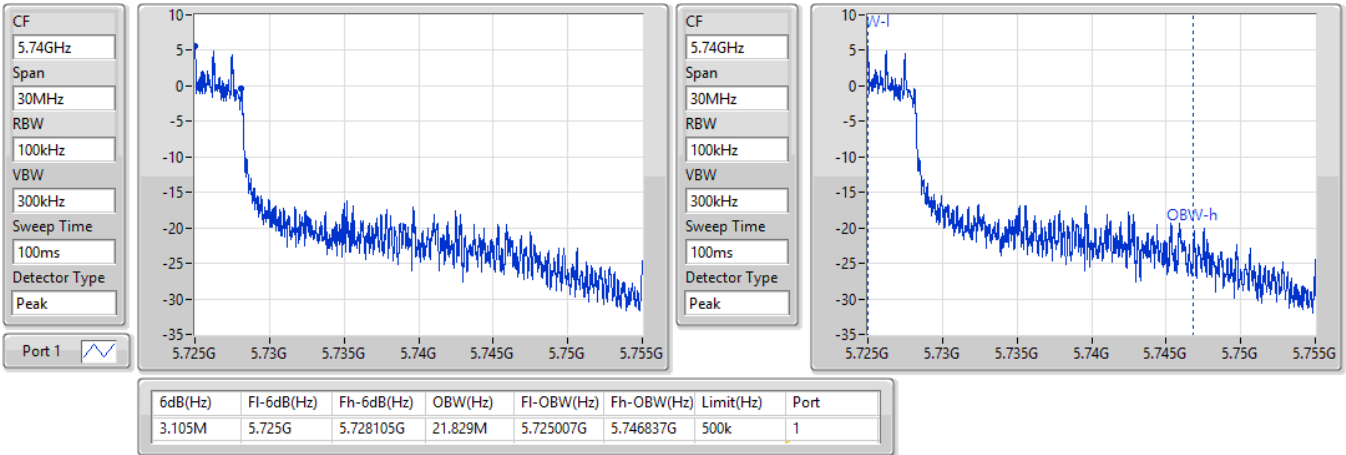 CF
5.74GHz
Span
30MHz
RBW
100kHz
VBW
300kHz
Sweep Time
100ms
Detector Type
Peak
Port 1
10
5
0
-5
-10
-15
-20
-25
-30
-35
5.725G 5.73G 5.735G 5.74G 5.745G 5.75G 5.755G
CF
5.74GHz
Span
30MHz
RBW
100kHz
VBW
300kHz
Sweep Time
100ms
Detector Type
Peak
10
5
0
-5
-10
-15
-20
-25
-30
-35
W-l
OBW-h
5.725G 5.73G 5.735G 5.74G 5.745G 5.75G 5.755G
6dB(Hz) Fl-6dB(Hz) Fh-6dB(Hz) OBW(Hz) Fl-OBW(Hz) Fh-OBW(Hz) Limit(Hz) Port
3.105M 5.725G 5.728105G 21.829M 5.725007G 5.746837G 500k 1